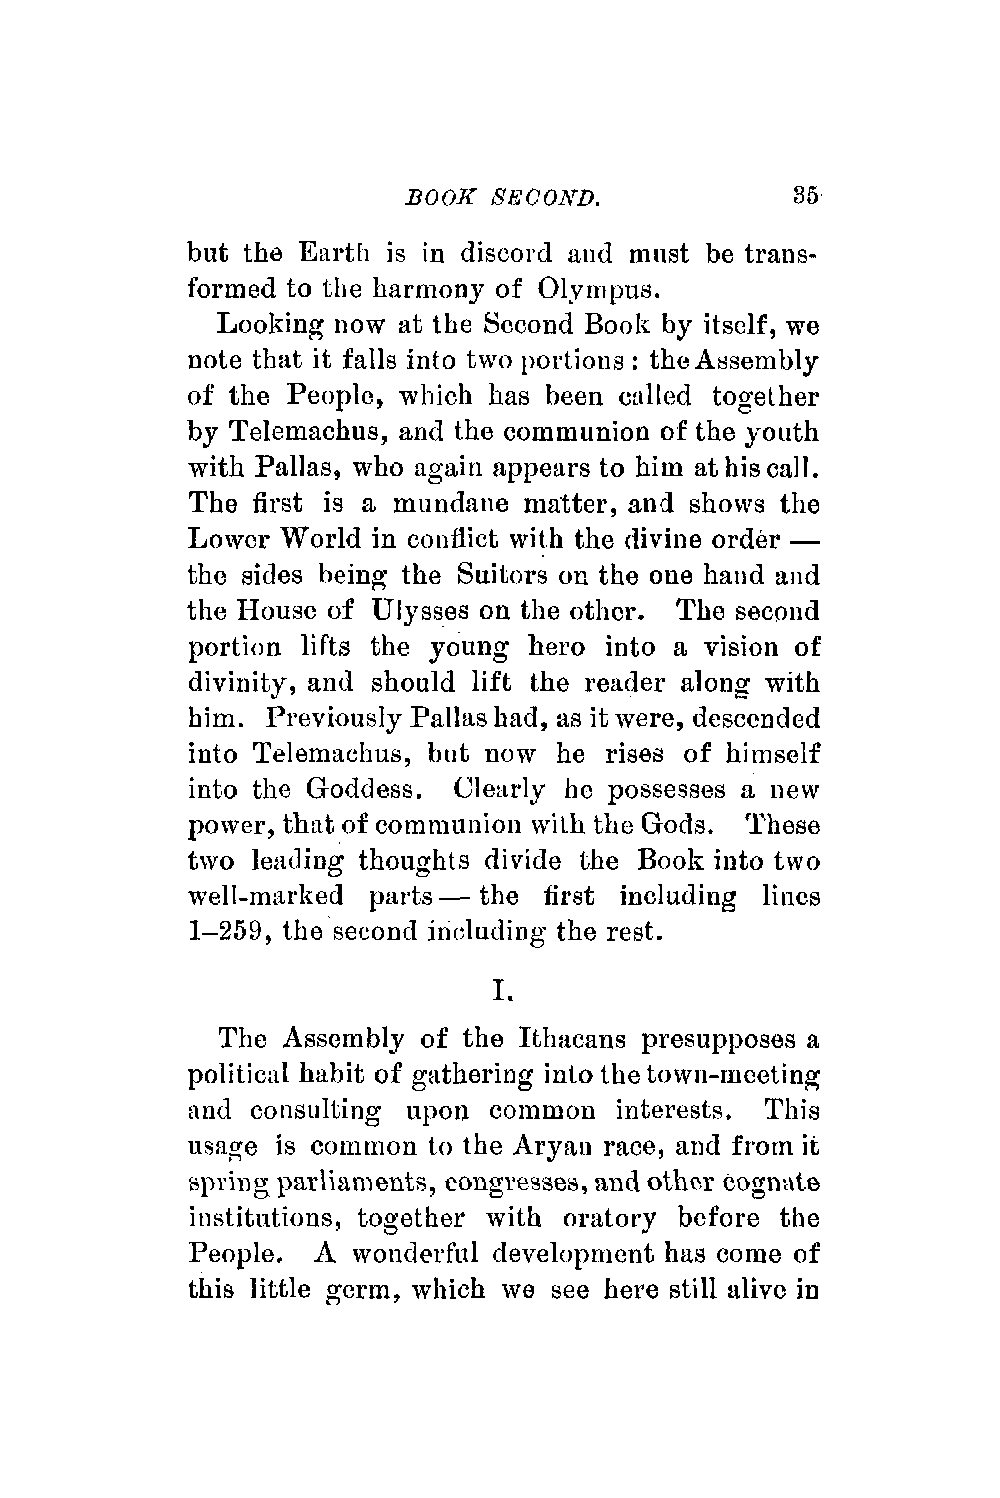 BOOK SECOND. 35
but the Earth is in discord and must be trans-
formed to the harmony of Olympus.
Looking now at the Second Book by itself, we
note that it falls into two portions: the Assembly
of the People, which has been called together
by Telemachus, and the communion of the youth
with Pallas, who again appears to him at his call.
The first is a mundane matter, and shows the
Lower World in conflict with the divine order —
the sides being the Suitors on the one hand and
the House of Ulysses on the other. The second
portion lifts the young hero into a vision of
divinity, and should lift the reader along with
him. Previously Pallas had, as it were, descended
into Telemachus, but now he rises of himself
into the Goddess. Clearly he possesses a new
power, that of communion with the Gods. These
two leading thoughts divide the Book into two
well-marked parts — the first including lines
1–259, the second including the rest.
I.
The Assembly of the Ithacans presupposes a
political habit of gathering into the town-meeting
and consulting upon common interests. This
usage is common to the Aryan race, and from it
spring parliaments, congresses, and other cognate
institutions, together with oratory before the
People. A wonderful development has come of
this little germ, which we see here still alive in